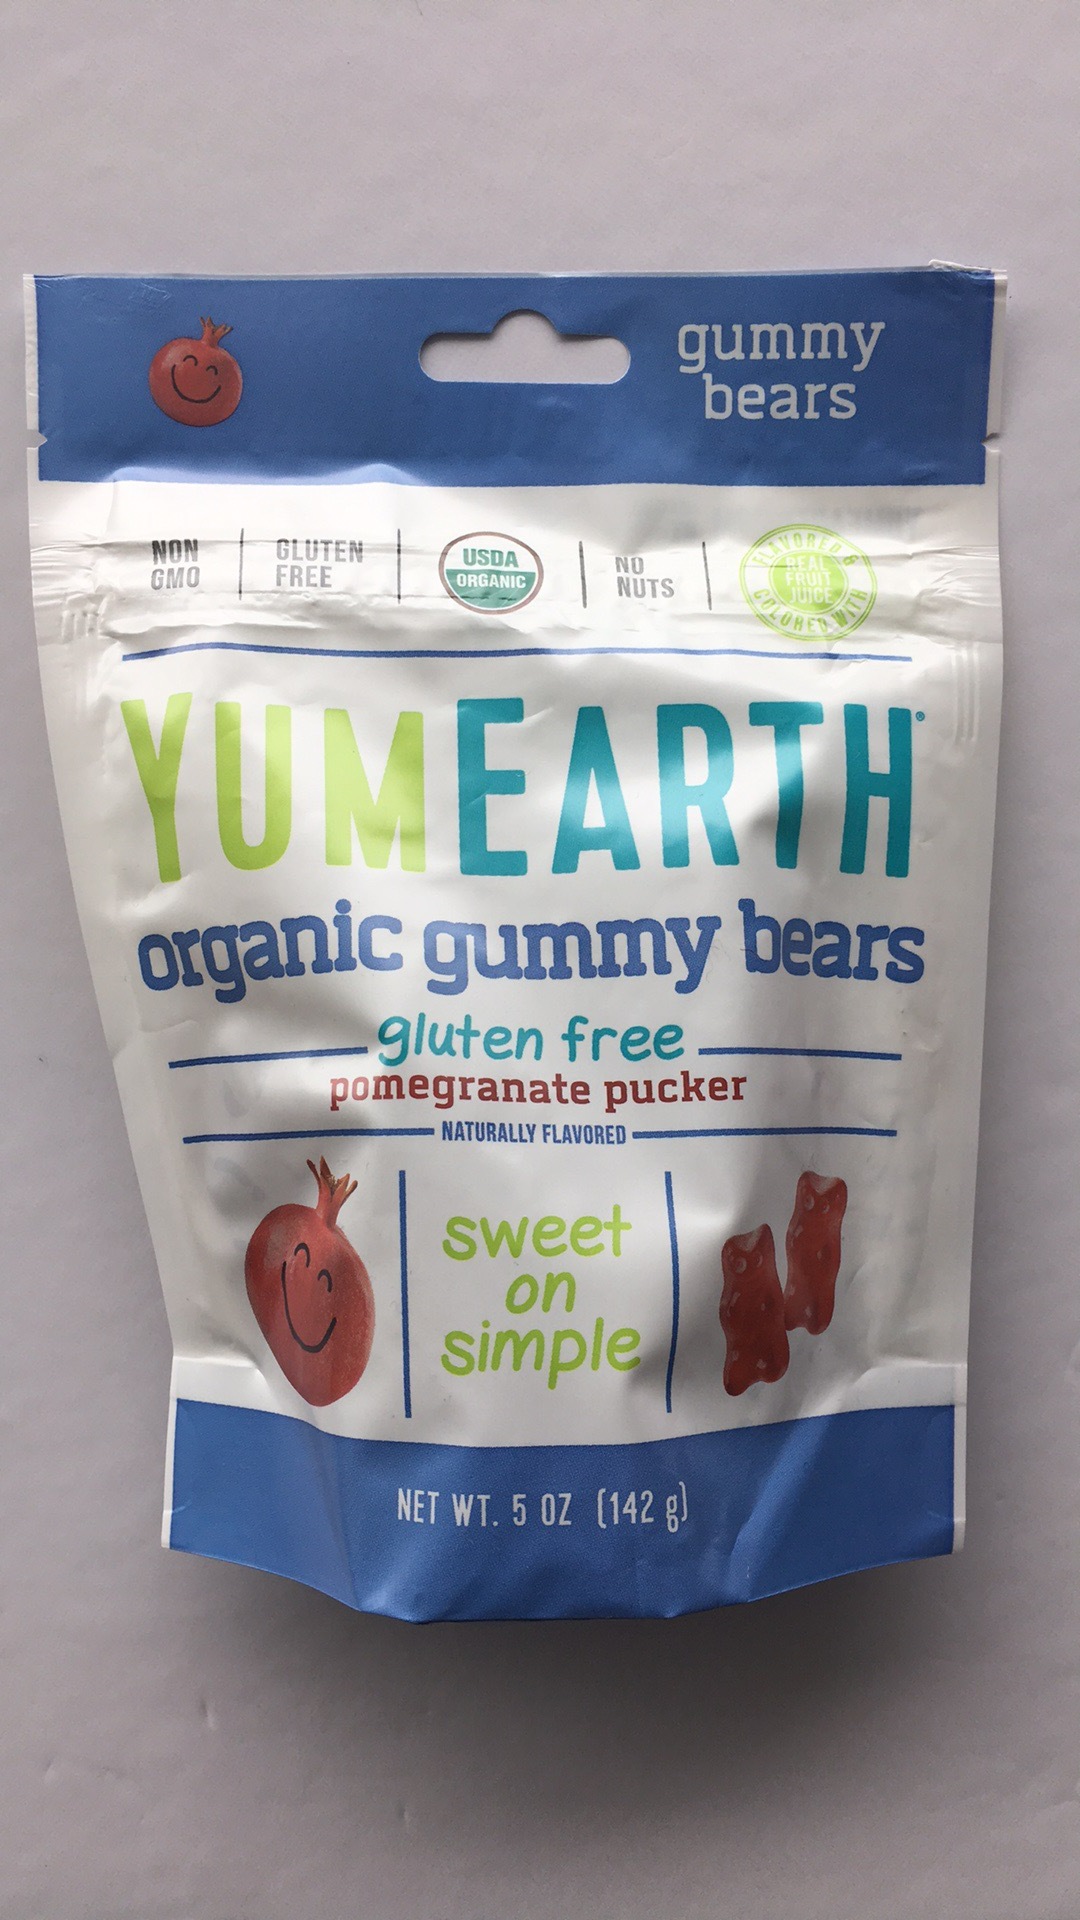 gummy
bears
NON
GMO
GLUTEN
FREE
USDA
ORGANIC
NO
NUTS
FLAVORED &
COLORED WITH
REAL
FRUIT
JUICE
YUMEARTH®
organic gummy bears
gluten free
pomegranate pucker
NATURALLY FLAVORED
sweet
on
simple
NET WT. 5 OZ (142 g)